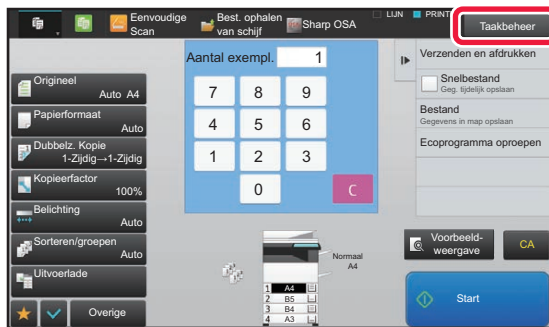 Eenvoudige
Scan
Best. ophalen
van schijf
Sharp OSA
LIJN
PRINT
Taakbeheer
Origineel
Auto A4
Papierformaat
Auto
Dubbelz. Kopie
1-Zijdig→1-Zijdig
Kopieerfactor
100%
Belichting
Auto
Sorteren/groepen
Auto
Uitvoerlade
Overige
Aantal exempl. 1
7 8 9
4 5 6
1 2 3
0 C
Normaal
A4
1 A4
2 B5
3 B4
4 A3
Verzenden en afdrukken
Snelbestand
Geg. tijdelijk opslaan
Bestand
Gegevens in map opslaan
Ecoprogramma oproepen
Voorbeeld-
weergave
CA
Start